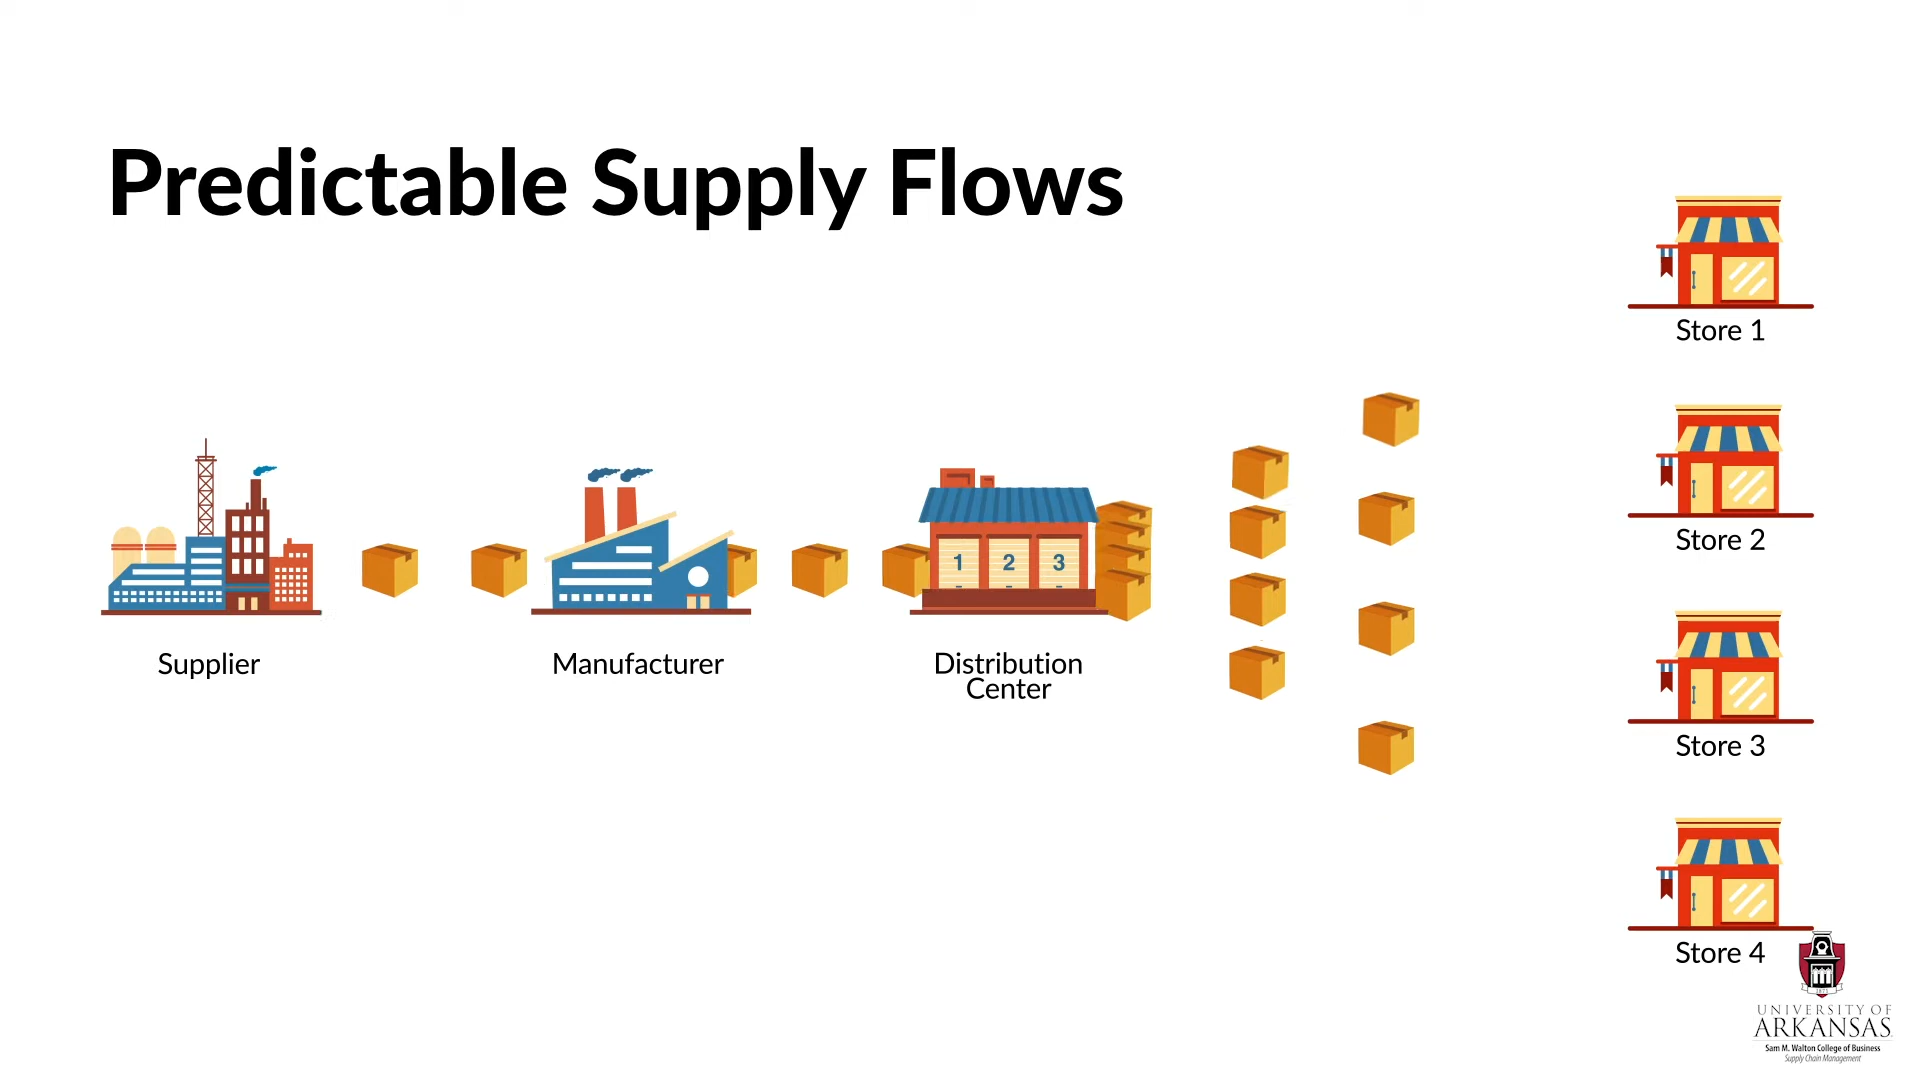 Predictable Supply Flows
Store 1
Store 2
1 2 3
Supplier
Manufacturer
Distribution
Center
Store 3
Store 4
1871
UNIVERSITY OF
ARKANSAS
Sam M. Walton College of Business
Supply Chain Management